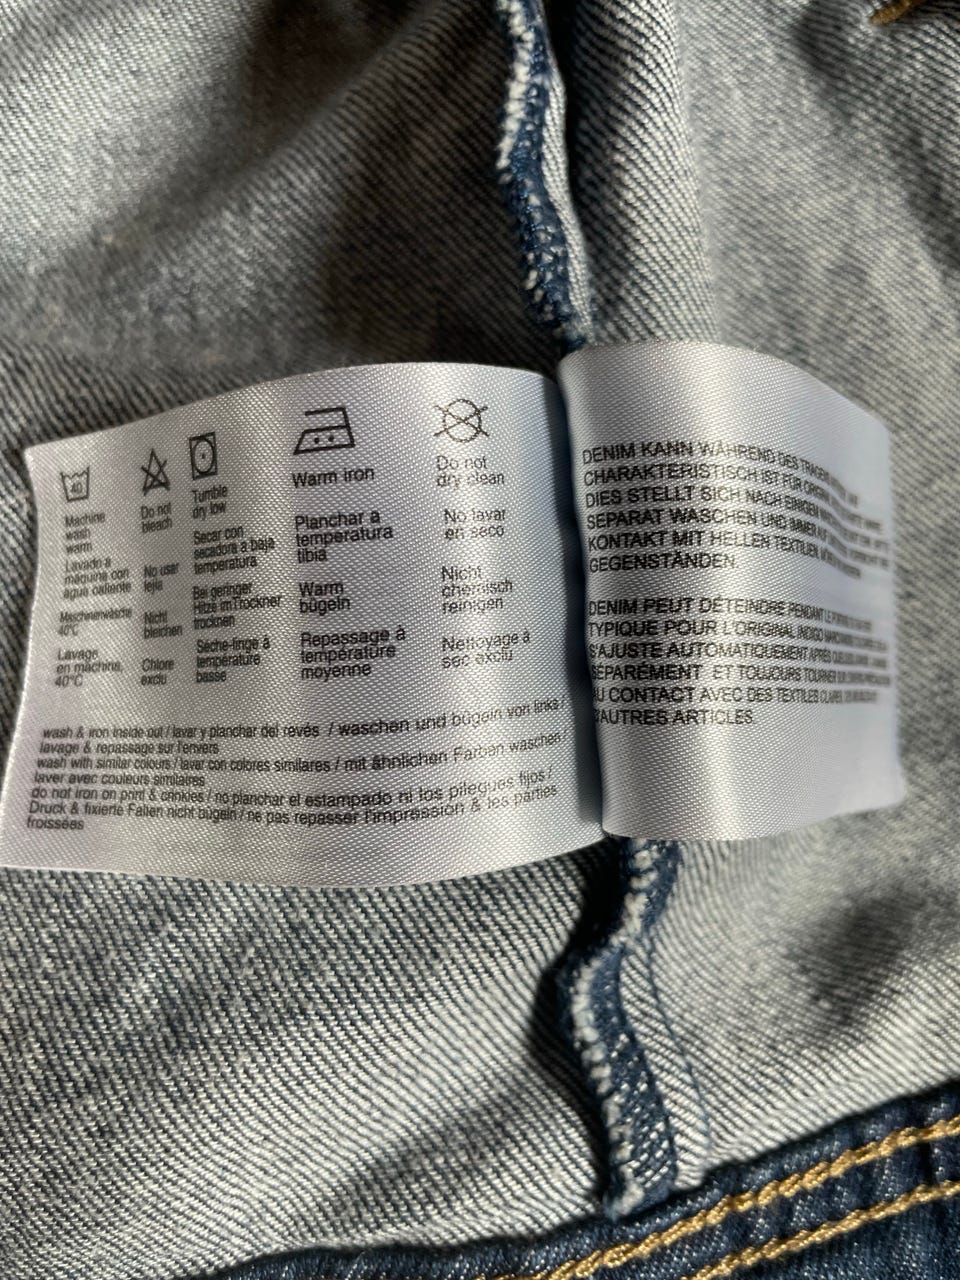 40
Machine
wash
warm
Lavado a
maquina con
agua caliente
Maschinenwäsche
40°C
Lavage
en machine,
40°C
Do not
bleach
No usar
lejia
Nicht
bleichen
Chlore
exclu
Tumble
dry low
Secar con
secadora a baja
temperatura
Bei geringer
Hitze im Trockner
trocknen
Sèche-linge à
température
basse
Warm iron
Planchar a
temperatura
tibia
Warm
bügeln
Repassage à
température
moyenne
Do not
dry clean
No lavar
en seco
Nicht
chemisch
reinigen
Nettoyage à
sec exclu
wash & iron inside out / lavar y planchar del revés / waschen und bügeln von links /
lavage & repassage sur l'envers
wash with similar colours / lavar con colores similares / mit ähnlichen Farben waschen /
laver avec couleurs similaires
do not iron on print & crinkles / no planchar el estampado ni los pliegues fijos /
Druck & fixierte Falten nicht bügeln / ne pas repasser l'impression & les parties
froissées
DENIM KANN WÄHREND DES TRAGENS
CHARAKTERISTISCH IST FÜR
DIES STELLT SICH NACH EINIGEN
SEPARAT WASCHEN UND IMMER AUF
KONTAKT MIT HELLEN TEXTILIEN
GEGENSTÄNDEN.
DENIM PEUT DÉTEINDRE PENDANT LE
TYPIQUE POUR L'ORIGINAL INDIGO
S'AJUSTE AUTOMATIQUEMENT APRÈS
SÉPARÉMENT ET TOUJOURS TOURNER
AU CONTACT AVEC DES TEXTILES CLAIRES,
D'AUTRES ARTICLES.